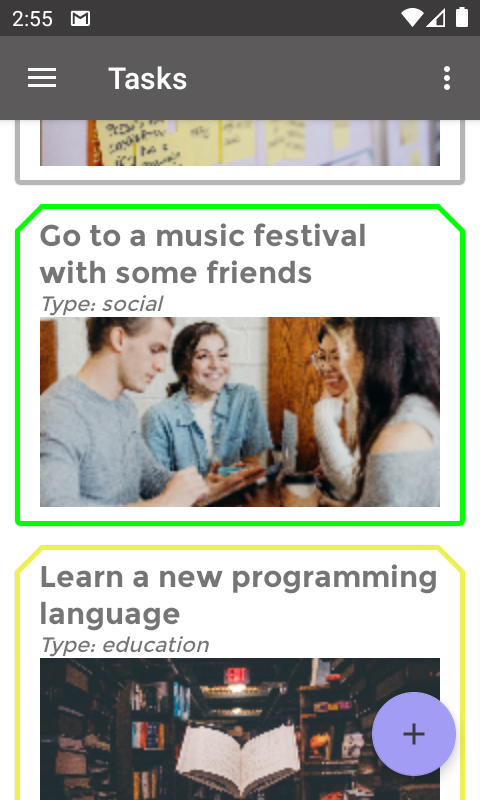 2:55
Tasks
Go to a music festival
with some friends
Type: social
Learn a new programming
language
Type: education
+